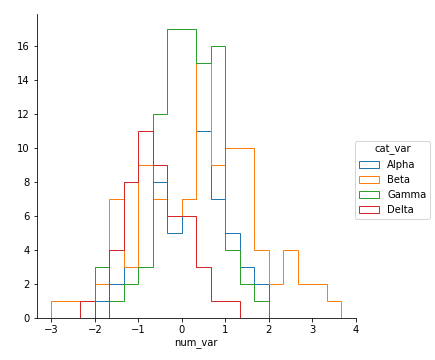 16
14
12
10
8
6
4
2
0
−3 −2 −1 0 1 2 3 4
num_var
cat_var
Alpha
Beta
Gamma
Delta